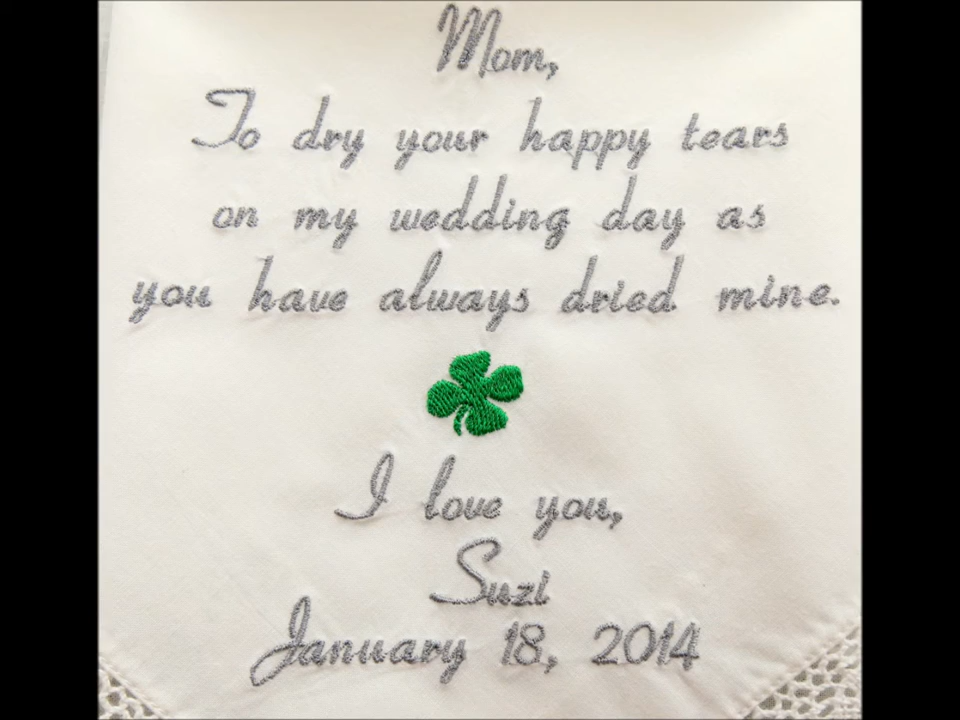 Mom,
To dry your happy tears
on my wedding day as
you have always dried mine.
I love you,
Suzi
January 18, 2014